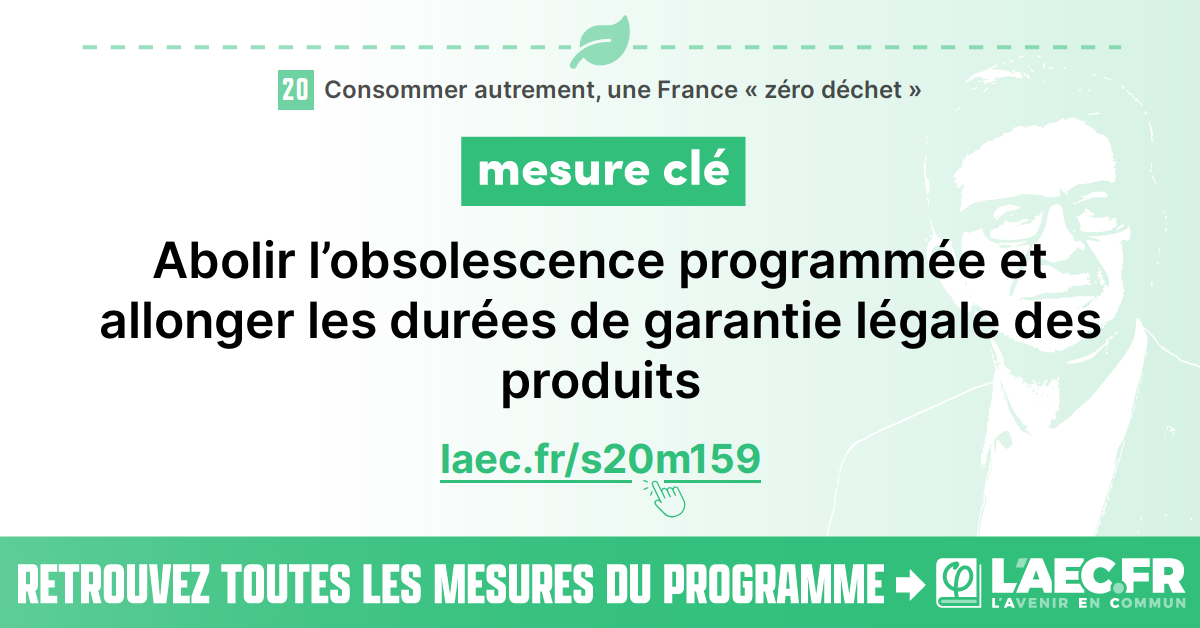 20 Consommer autrement, une France « zéro déchet »
mesure clé
Abolir l’obsolescence programmée et
allonger les durées de garantie légale des
produits
laec.fr/s20m159
RETROUVEZ TOUTES LES MESURES DU PROGRAMME
φ L'AEC.FR
L'AVENIR EN COMMUN